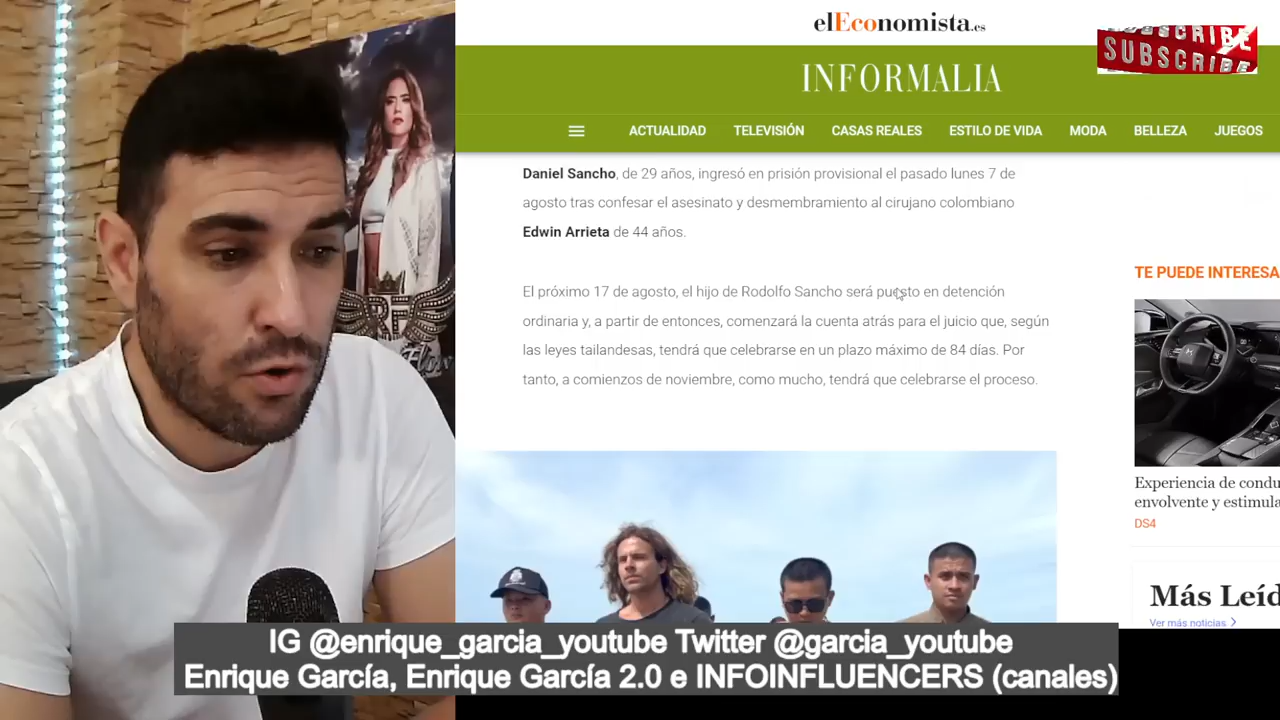 elEconomista.es
SUBSCRIBE
SUBSCRIBE
INFORMALIA
ACTUALIDAD TELEVISIÓN CASAS REALES ESTILO DE VIDA MODA BELLEZA JUEGOS
Daniel Sancho, de 29 años, ingresó en prisión provisional el pasado lunes 7 de
agosto tras confesar el asesinato y desmembramiento al cirujano colombiano
Edwin Arrieta de 44 años.
El próximo 17 de agosto, el hijo de Rodolfo Sancho será puesto en detención
ordinaria y, a partir de entonces, comenzará la cuenta atrás para el juicio que, según
las leyes tailandesas, tendrá que celebrarse en un plazo máximo de 84 días. Por
tanto, a comienzos de noviembre, como mucho, tendrá que celebrarse el proceso.
TE PUEDE INTERESA
Experiencia de condu
envolvente y estimula
DS4
Más Leíd
Ver más noticias
RF
IG @enrique_garcia_youtube Twitter @garcia_youtube
Enrique García, Enrique García 2.0 e INFOINFLUENCERS (canales)